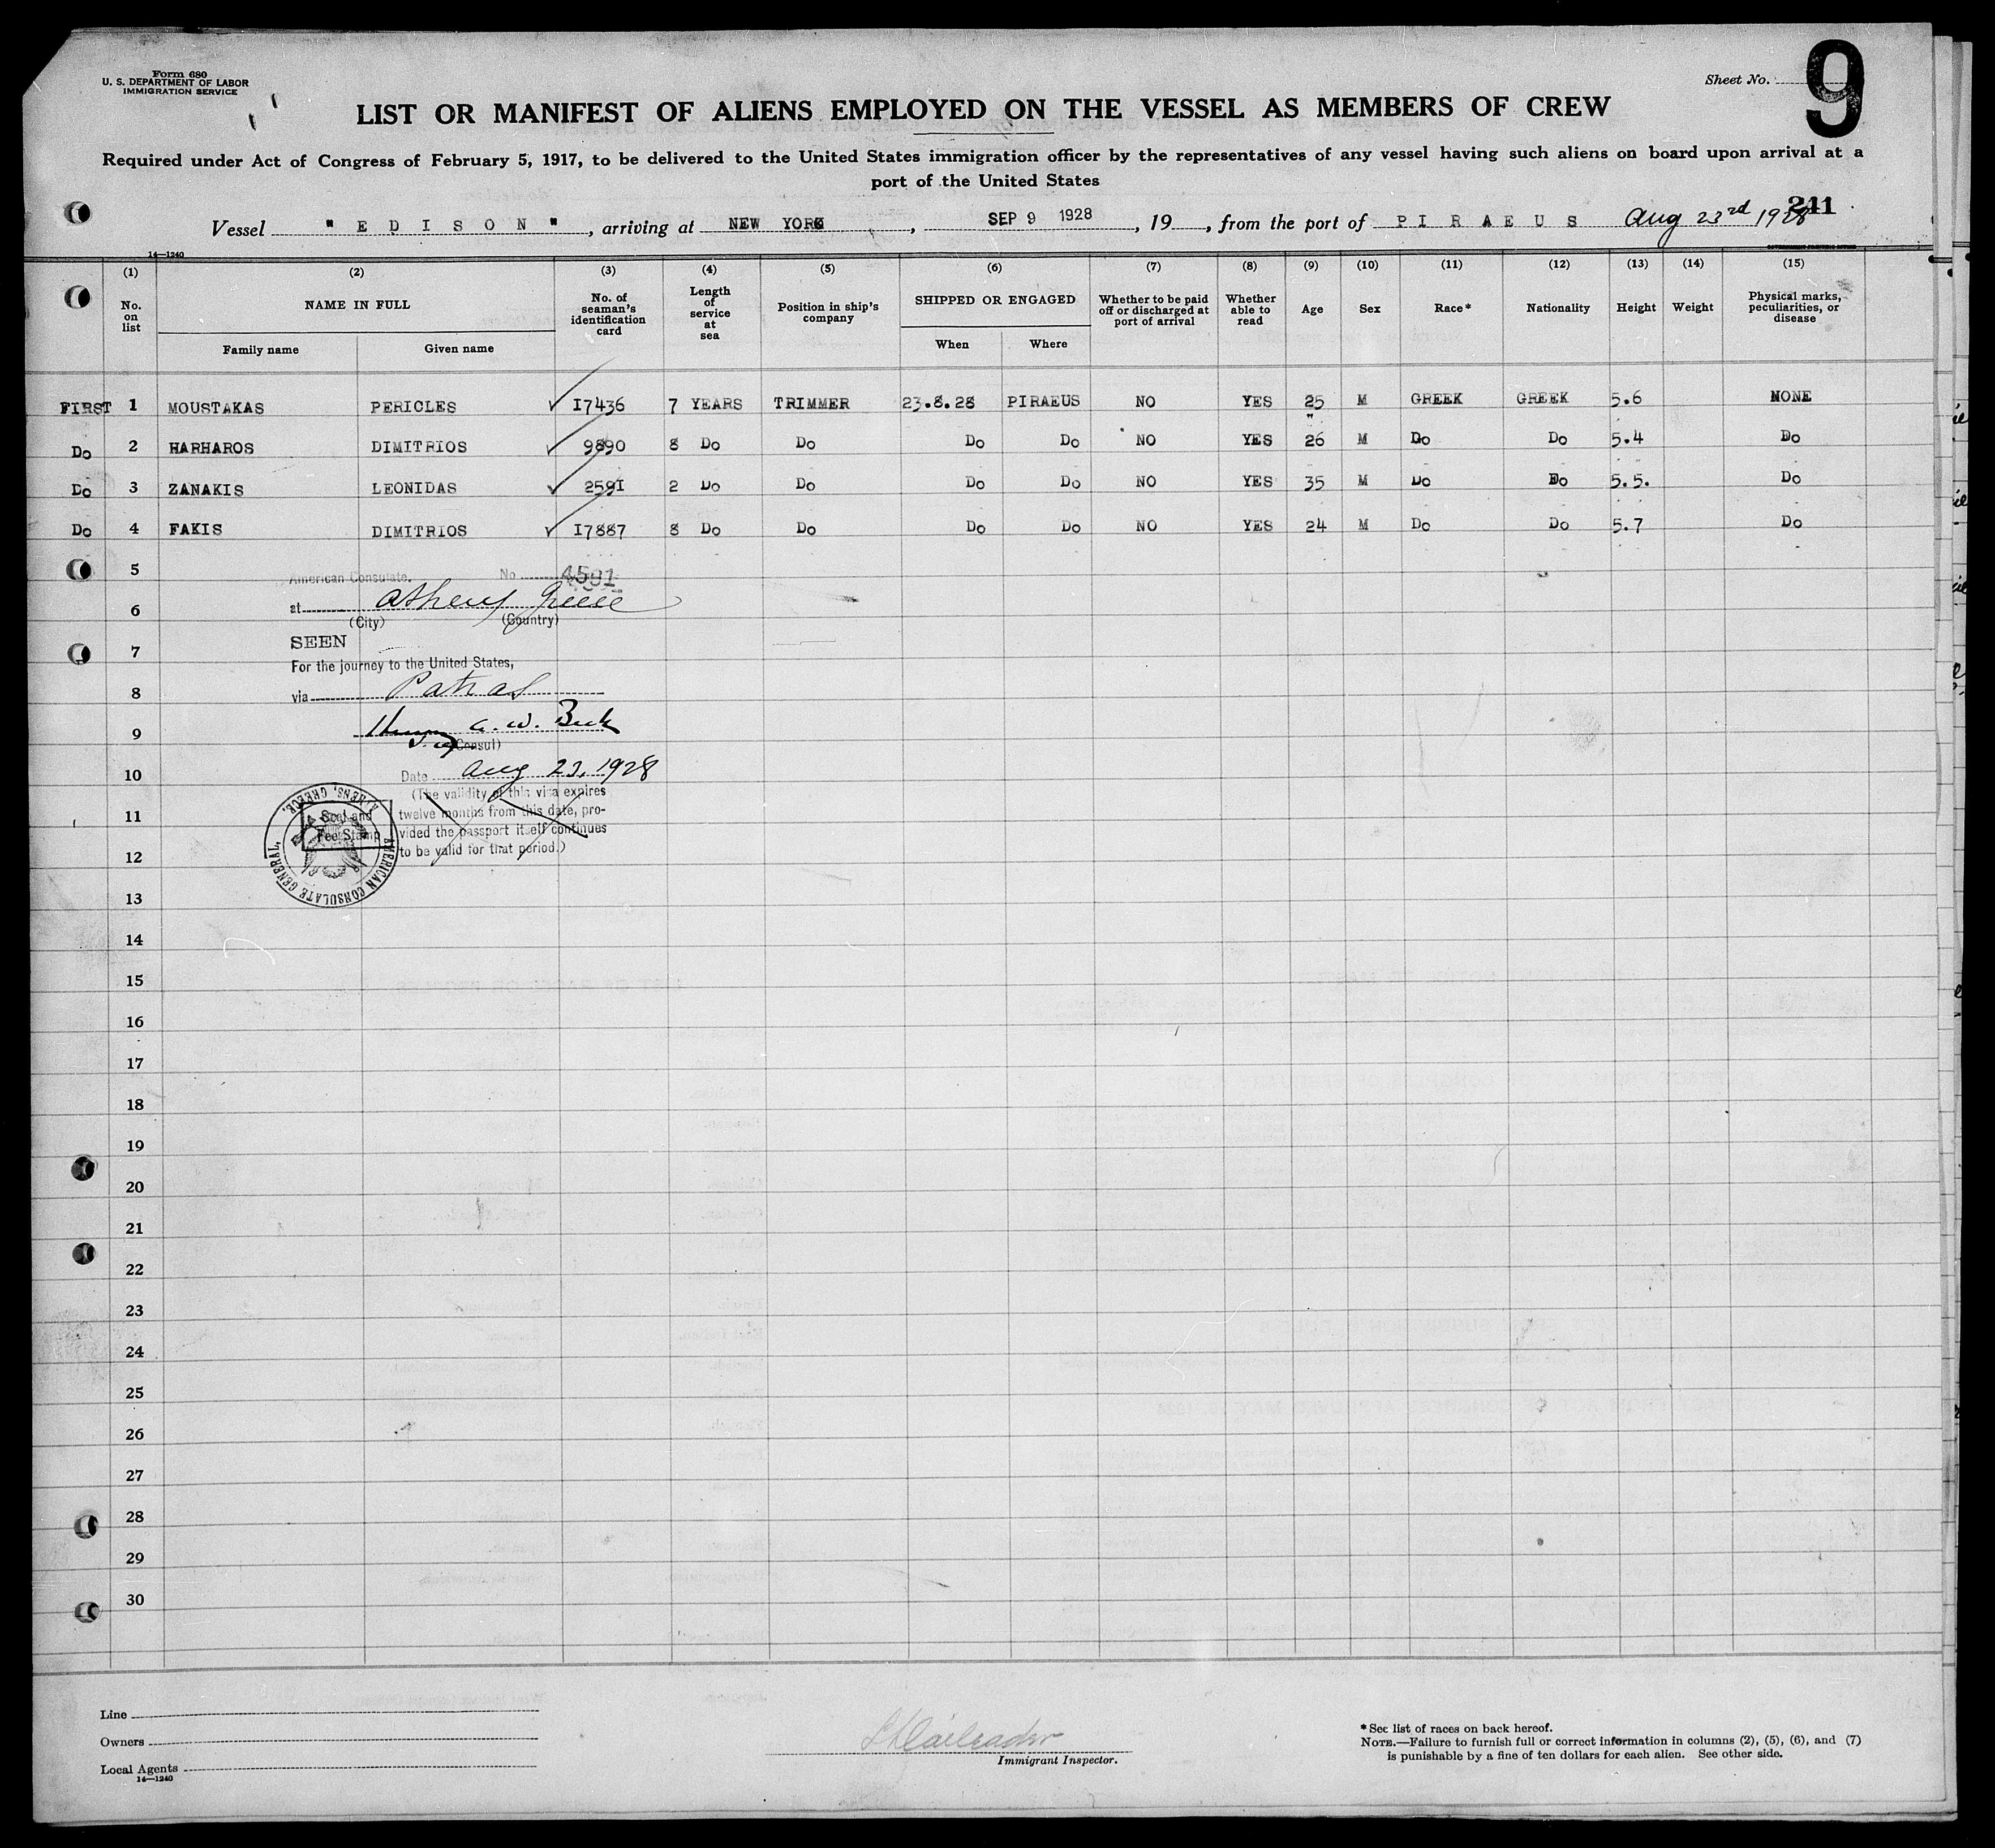 Form 680
U. S. DEPARTMENT OF LABOR
IMMIGRATION SERVICE
Sheet No. 9
LIST OR MANIFEST OF ALIENS EMPLOYED ON THE VESSEL AS MEMBERS OF CREW
Required under Act of Congress of February 5, 1917, to be delivered to the United States immigration officer by the representatives of any vessel having such aliens on board upon arrival at a
port of the United States
241
Vessel " E D I S O N ", arriving at NEW YORK, SEP 9 1928, 19, from the port of P I R A E U S Aug 23rd 1928
14—1240
(1) (2) (3) (4) (5) (6) (7) (8) (9) (10) (11) (12) (13) (14) (15)
No. on list NAME IN FULL No. of seaman's identification card Length of service at sea Position in ship's company SHIPPED OR ENGAGED Whether to be paid off or discharged at port of arrival Whether able to read Age Sex Race* Nationality Height Weight Physical marks, peculiarities, or disease
Family name Given name When Where
FIRST 1 MOUSTAKAS PERICLES I7436 7 YEARS TRIMMER 23.8.28 PIRAEUS NO YES 25 M GREEK GREEK 5.6 NONE
Do 2 HARHAROS DIMITRIOS 9890 8 Do Do Do Do NO YES 26 M Do Do 5.4 Do
Do 3 ZANAKIS LEONIDAS 259I 2 Do Do Do Do NO YES 35 M Do Do 5.5. Do
Do 4 FAKIS DIMITRIOS I7887 8 Do Do Do Do NO YES 24 M Do Do 5.7 Do
5
American Consulate. No. 4591
6
at Athens Greece
(City) (Country)
SEEN
7
For the journey to the United States,
8
via Patras
9
A. W. Beck
(Consul)
10
Date Aug 23, 1928
(The validity of this visa expires
11
twelve months from this date, pro-
vided the passport itself continues
12
to be valid for that period.)
Seal and
Fee Stamp
AMERICAN CONSULATE GENERAL, ATHENS, GREECE.
13
14
15
16
17
18
19
20
21
22
23
24
25
26
27
28
29
30
Line
Owners
Local Agents
14—1240
Immigrant Inspector.
*See list of races on back hereof.
NOTE.—Failure to furnish full or correct information in columns (2), (5), (6), and (7)
is punishable by a fine of ten dollars for each alien. See other side.